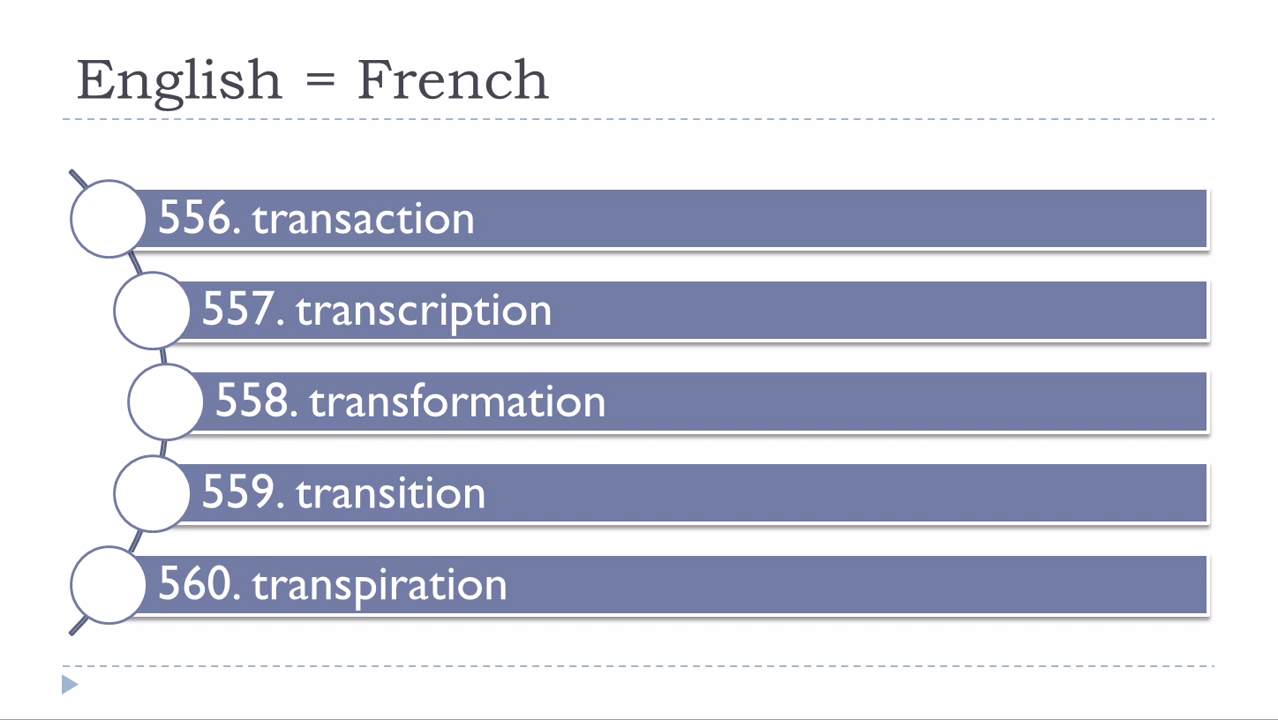 English = French
556. transaction
557. transcription
558. transformation
559. transition
560. transpiration